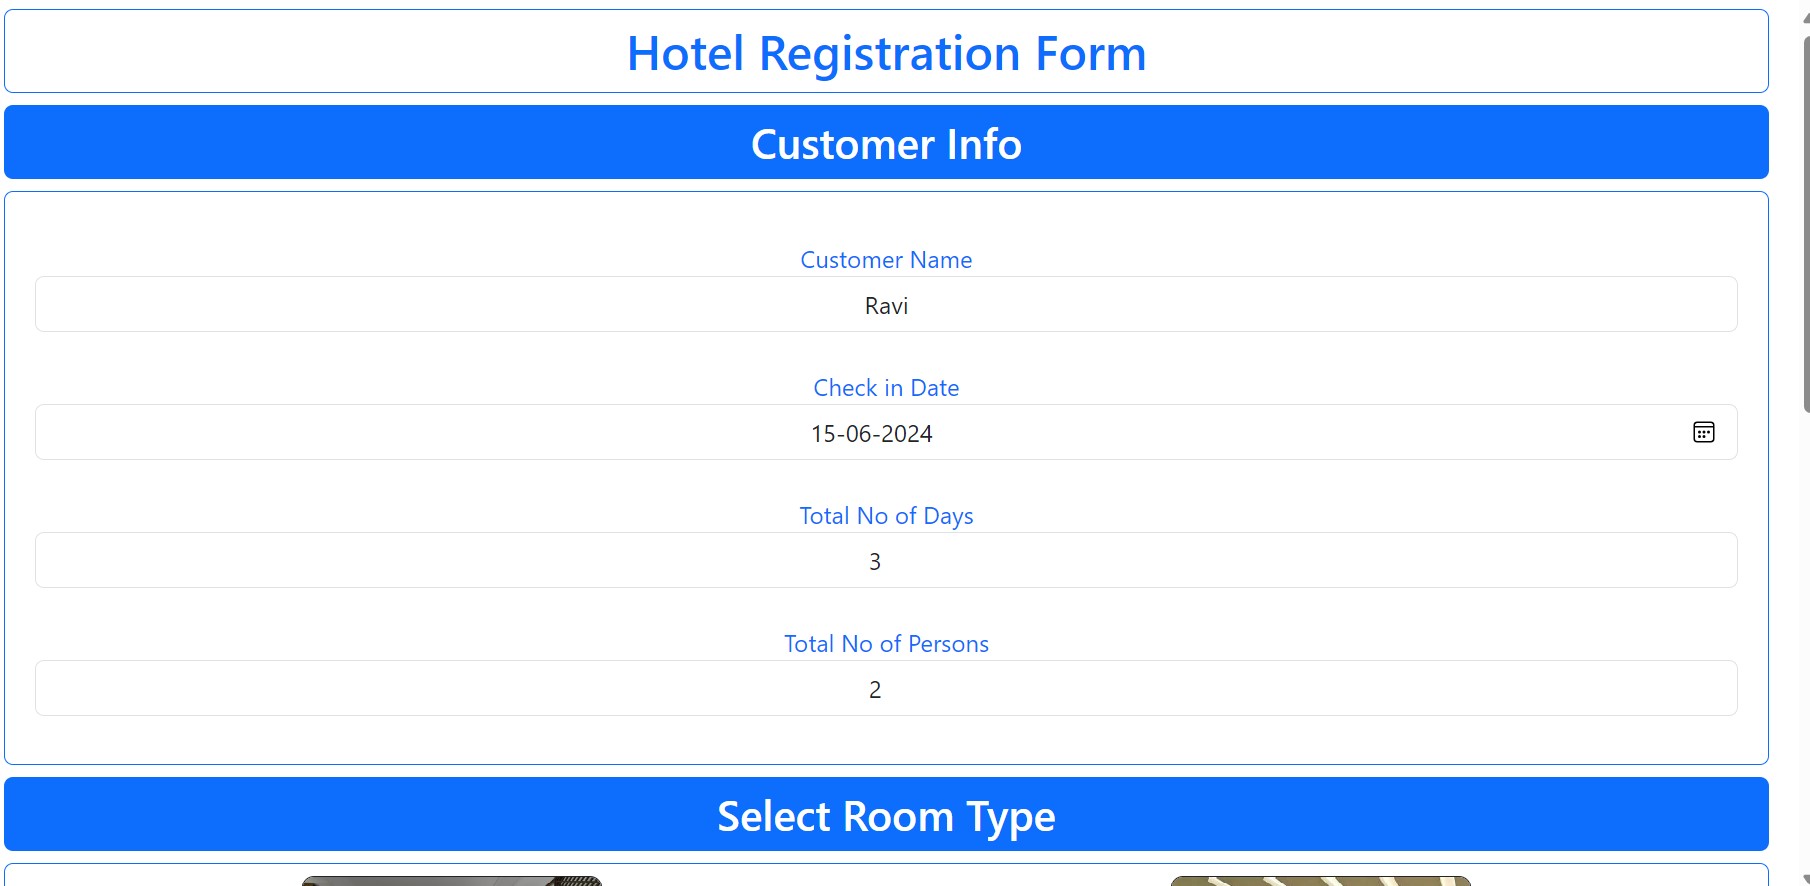 Hotel Registration Form
Customer Info
Customer Name
Ravi
Check in Date
15-06-2024
Total No of Days
3
Total No of Persons
2
Select Room Type